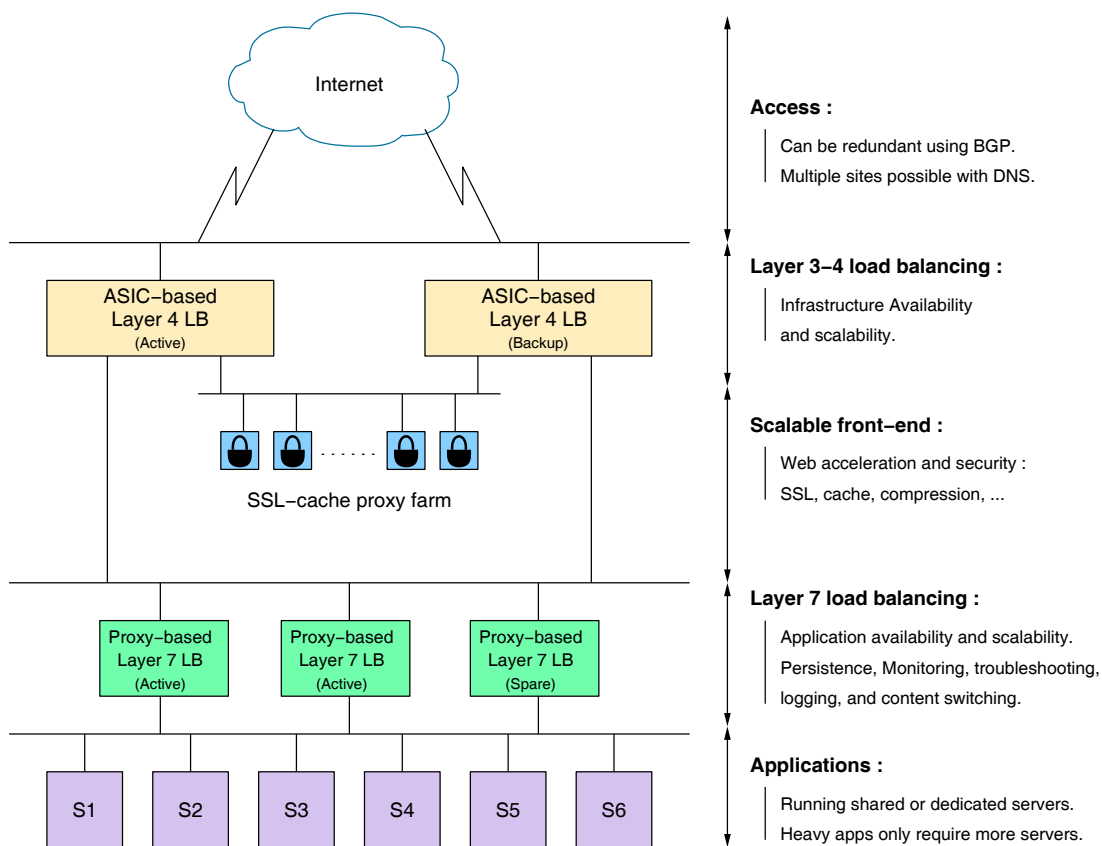 Internet
Access :
Can be redundant using BGP.
Multiple sites possible with DNS.
ASIC−based
Layer 4 LB
(Active)
ASIC−based
Layer 4 LB
(Backup)
Layer 3−4 load balancing :
Infrastructure Availability
and scalability.
SSL−cache proxy farm
Scalable front−end :
Web acceleration and security :
SSL, cache, compression, ...
Proxy−based
Layer 7 LB
(Active)
Proxy−based
Layer 7 LB
(Active)
Proxy−based
Layer 7 LB
(Spare)
Layer 7 load balancing :
Application availability and scalability.
Persistence, Monitoring, troubleshooting,
logging, and content switching.
S1
S2
S3
S4
S5
S6
Applications :
Running shared or dedicated servers.
Heavy apps only require more servers.